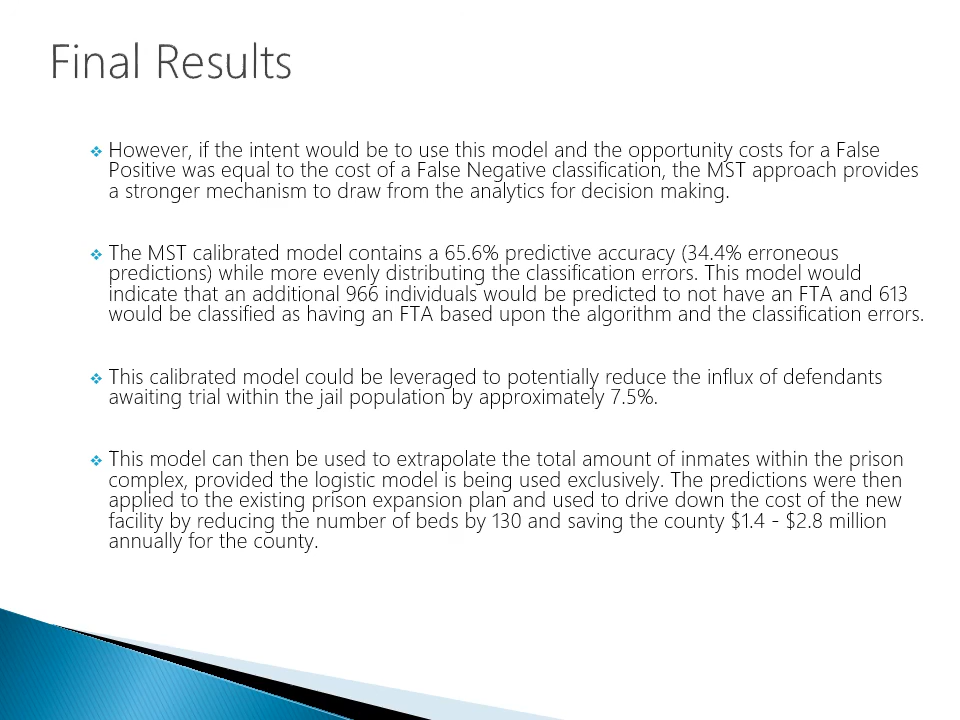 Final Results
However, if the intent would be to use this model and the opportunity costs for a False
Positive was equal to the cost of a False Negative classification, the MST approach provides
a stronger mechanism to draw from the analytics for decision making.
The MST calibrated model contains a 65.6% predictive accuracy (34.4% erroneous
predictions) while more evenly distributing the classification errors. This model would
indicate that an additional 966 individuals would be predicted to not have an FTA and 613
would be classified as having an FTA based upon the algorithm and the classification errors.
This calibrated model could be leveraged to potentially reduce the influx of defendants
awaiting trial within the jail population by approximately 7.5%.
This model can then be used to extrapolate the total amount of inmates within the prison
complex, provided the logistic model is being used exclusively. The predictions were then
applied to the existing prison expansion plan and used to drive down the cost of the new
facility by reducing the number of beds by 130 and saving the county $1.4 - $2.8 million
annually for the county.